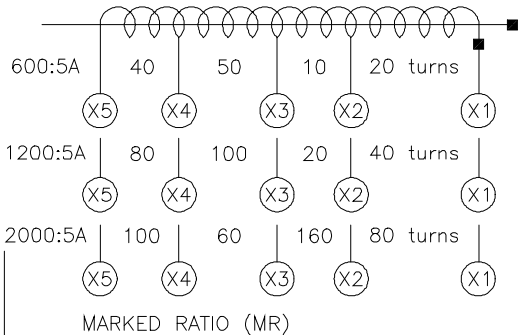 600:5A 40 50 10 20 turns
X5 X4 X3 X2 X1
1200:5A 80 100 20 40 turns
X5 X4 X3 X2 X1
2000:5A 100 60 160 80 turns
X5 X4 X3 X2 X1
MARKED RATIO (MR)